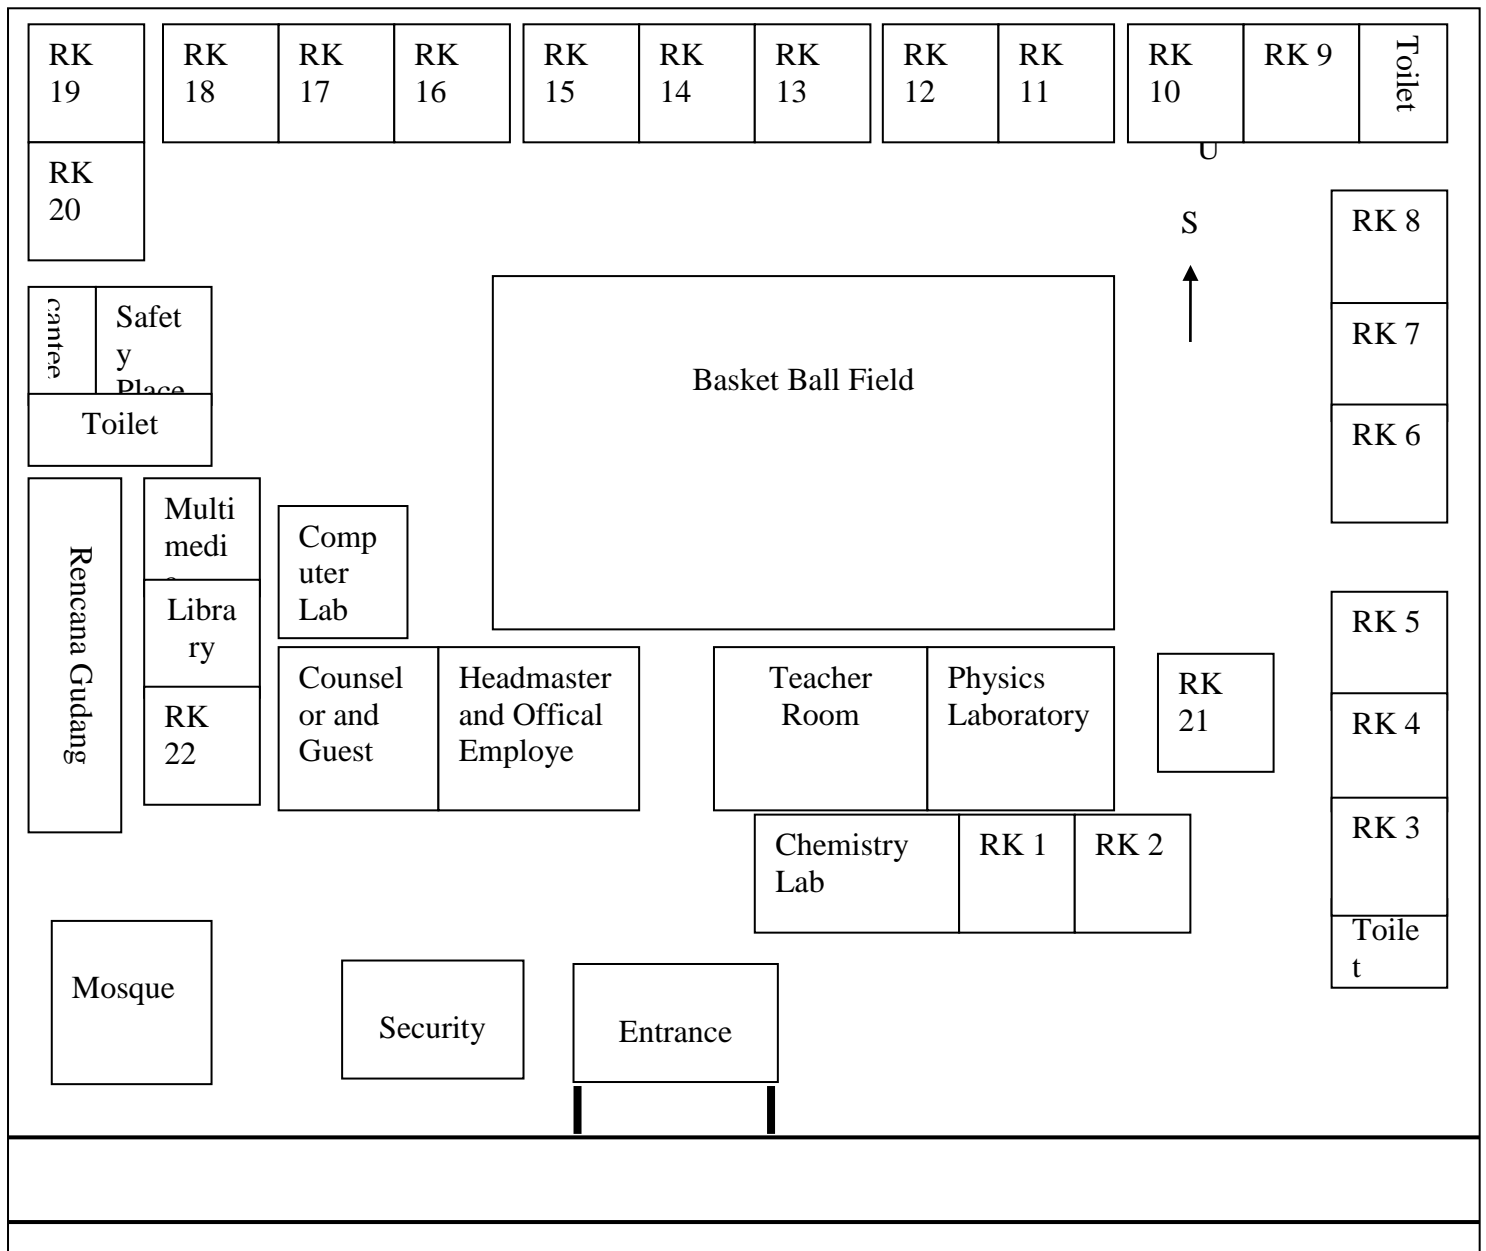 RK
19
RK
18
RK
17
RK
16
RK
15
RK
14
RK
13
RK
12
RK
11
RK
10
RK 9
Toilet
RK
20
U
S
RK 8
cantee
Safet
y
Place
Toilet
Basket Ball Field
RK 7
RK 6
Rencana Gudang
Multi
medi
Comp
uter
Lab
Libra
ry
RK
22
Counsel
or and
Guest
Headmaster
and Offical
Employe
Teacher
Room
Physics
Laboratory
RK
21
RK 5
RK 4
RK 3
Chemistry
Lab
RK 1
RK 2
Toile
t
Mosque
Security
Entrance